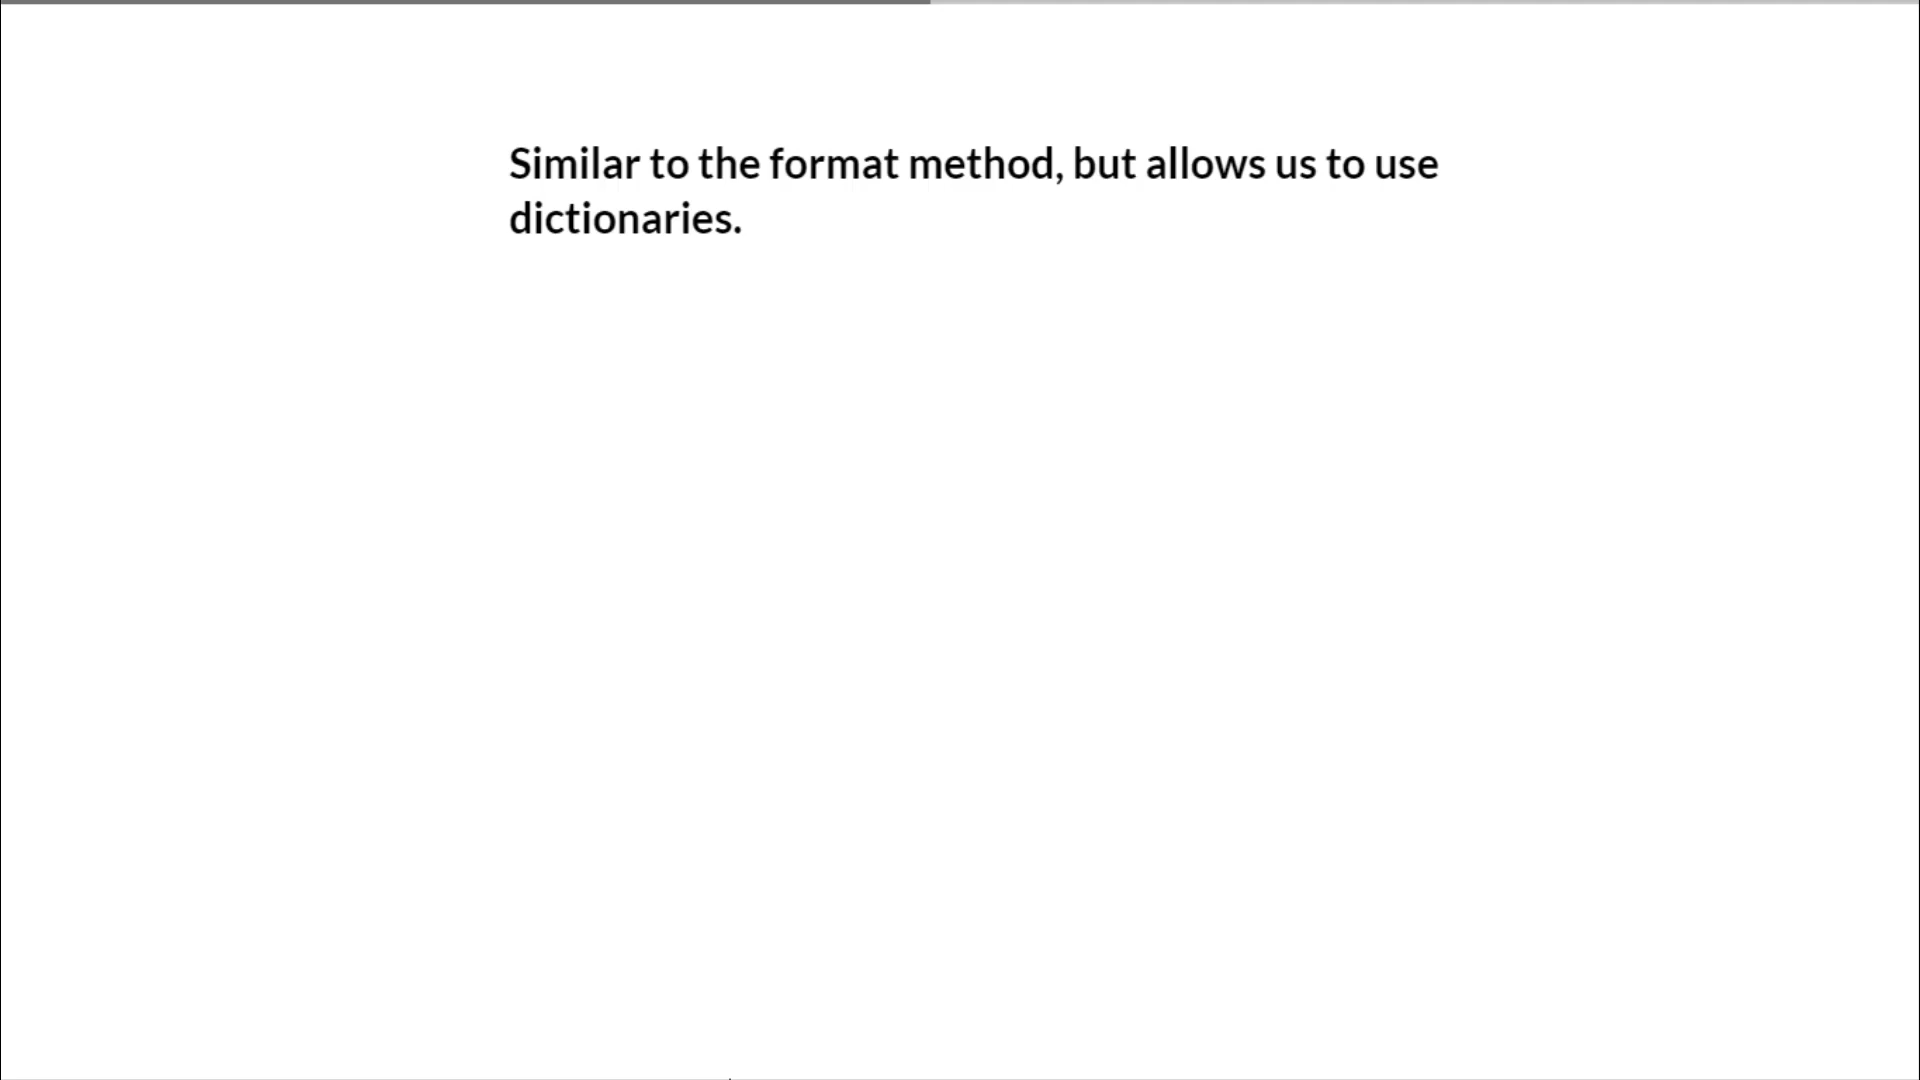 Similar to the format method, but allows us to use
dictionaries.